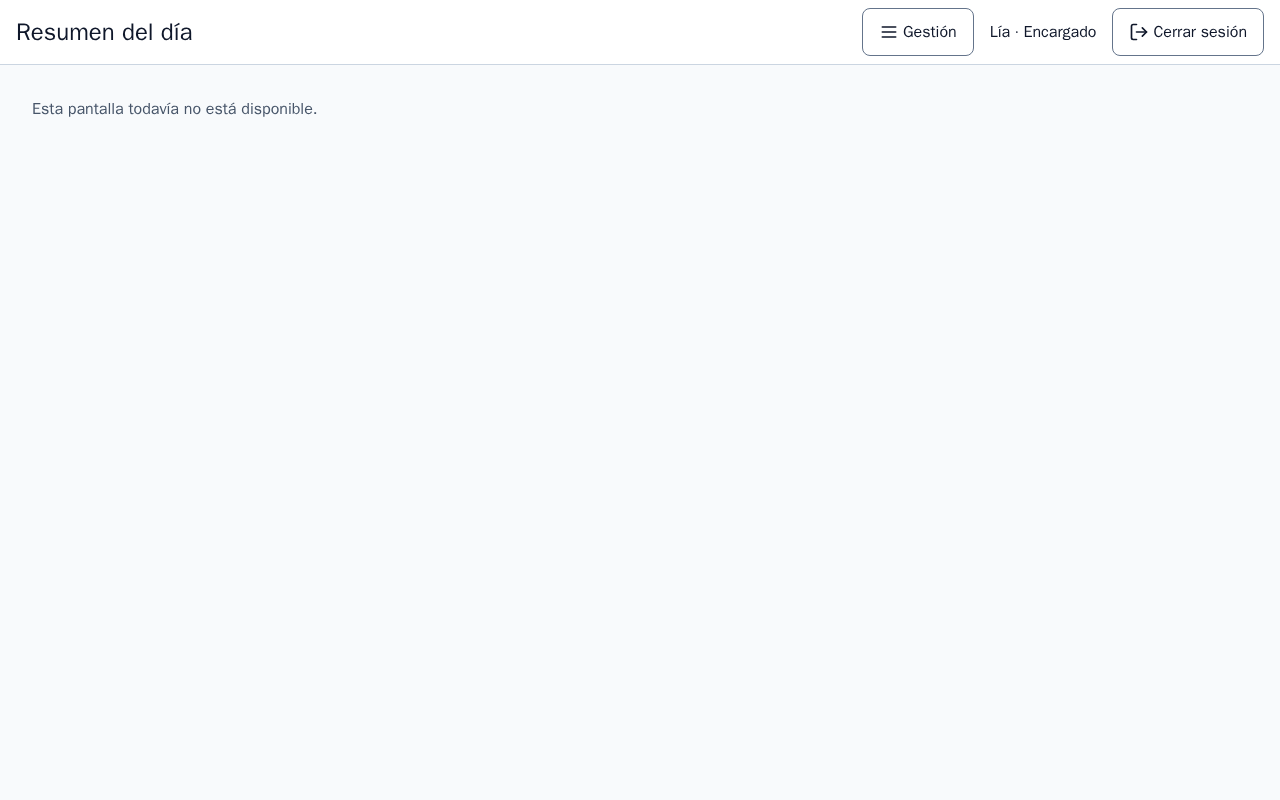 Resumen del día
Gestión
Lía · Encargado
Cerrar sesión
Esta pantalla todavía no está disponible.